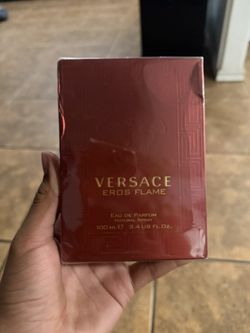 VERSACE
EROS FLAME
EAU DE PARFUM
NATURAL SPRAY
100 ML ℮ 3.4 US FL.OZ.